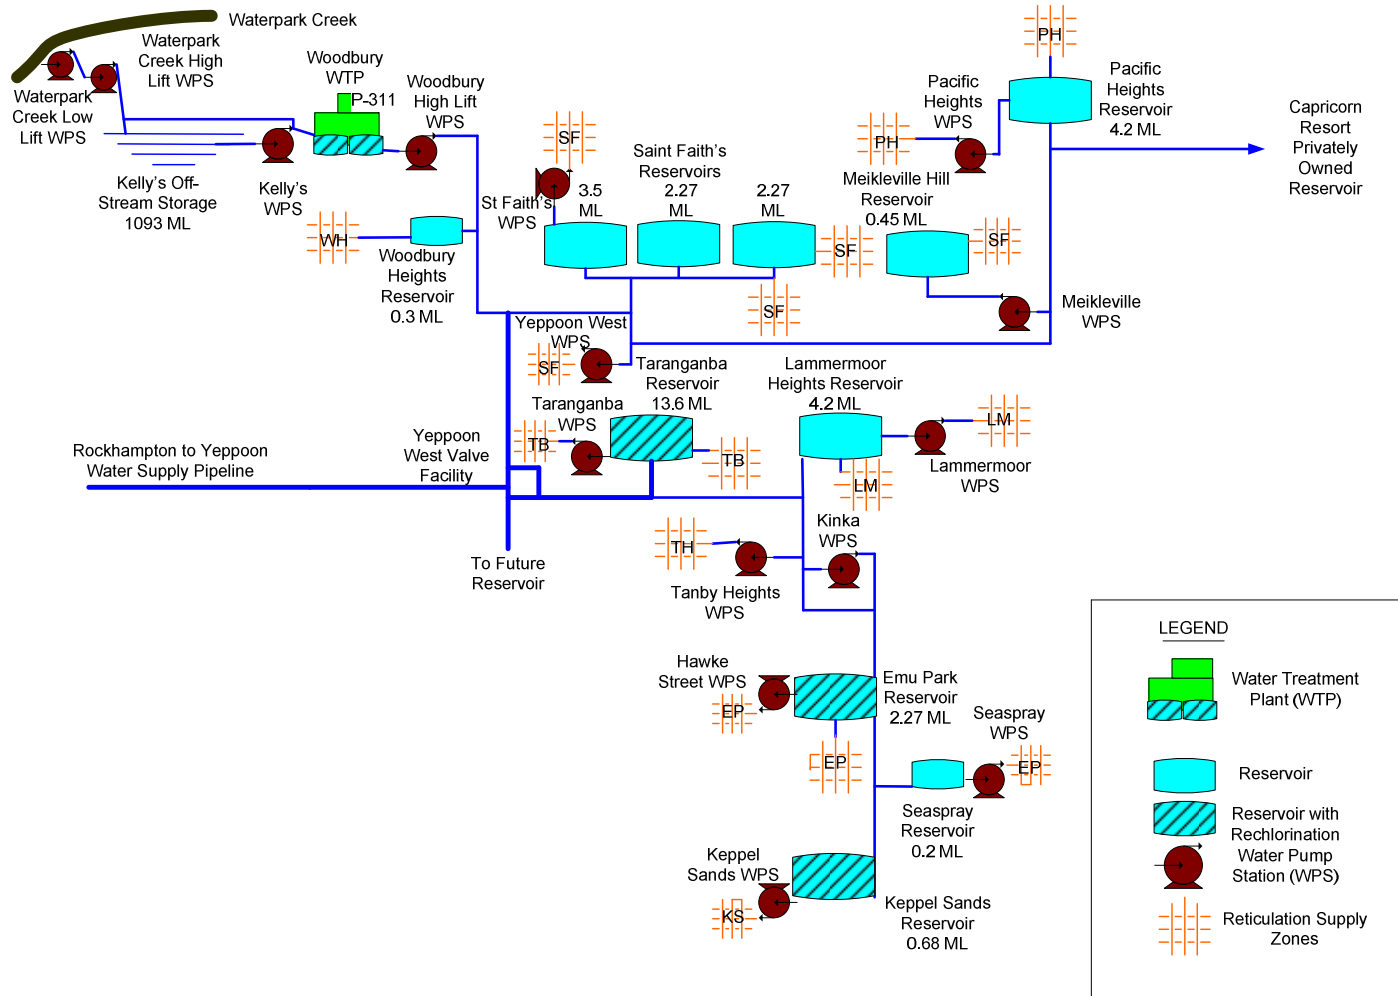 Waterpark Creek
Waterpark
Creek High
Lift WPS
Waterpark
Creek Low
Lift WPS
Woodbury
WTP
P-311
Woodbury
High Lift
WPS
Kelly's Off-
Stream Storage
1093 ML
Kelly's
WPS
WH
Woodbury
Heights
Reservoir
0.3 ML
SF
St Faith's
WPS
Saint Faith's
Reservoirs
3.5
ML
2.27
ML
2.27
ML
SF
SF
PH
Pacific
Heights
WPS
PH
Pacific
Heights
Reservoir
4.2 ML
Capricorn
Resort
Privately
Owned
Reservoir
Meikleville Hill
Reservoir
0.45 ML
SF
Meikleville
WPS
Yeppoon West
WPS
SF
Taranganba
Reservoir
13.6 ML
Taranganba
WPS
TB
TB
Lammermoor
Heights Reservoir
4.2 ML
LM
LM
Lammermoor
WPS
Rockhampton to Yeppoon
Water Supply Pipeline
Yeppoon
West Valve
Facility
To Future
Reservoir
Kinka
WPS
TH
Tanby Heights
WPS
Hawke
Street WPS
EP
Emu Park
Reservoir
2.27 ML
EP
Seaspray
WPS
EP
Seaspray
Reservoir
0.2 ML
Keppel
Sands WPS
KS
Keppel Sands
Reservoir
0.68 ML
LEGEND
Water Treatment
Plant (WTP)
Reservoir
Reservoir with
Rechlorination
Water Pump
Station (WPS)
Reticulation Supply
Zones